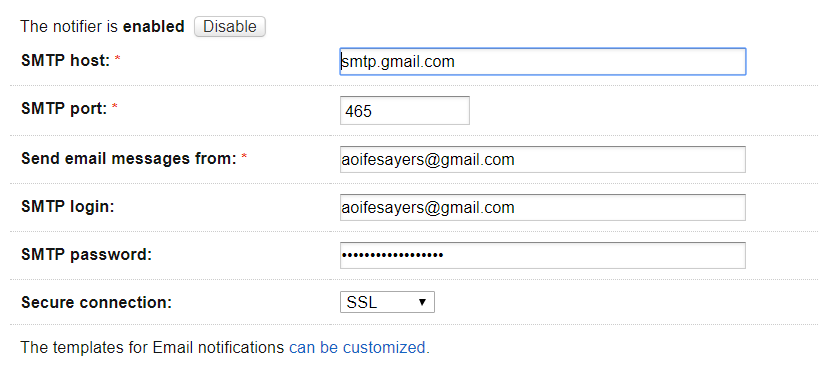 The notifier is enabled Disable
SMTP host: * smtp.gmail.com
SMTP port: * 465
Send email messages from: * aoifesayers@gmail.com
SMTP login: aoifesayers@gmail.com
SMTP password: ••••••••••••••••••
Secure connection: SSL
The templates for Email notifications can be customized.